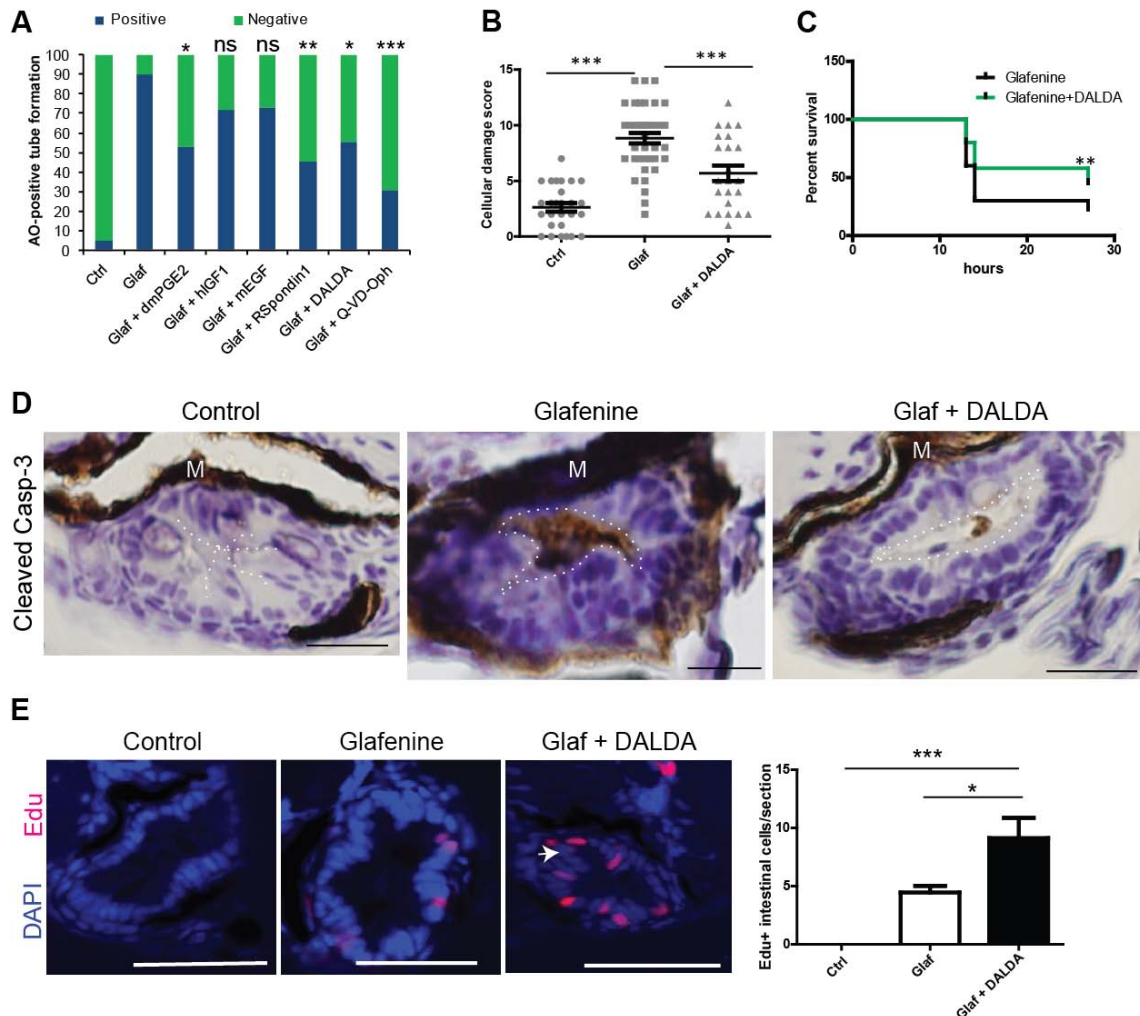 A
Positive
Negative
AO-positive tube formation
100
90
80
70
60
50
40
30
20
10
0
*
ns
ns
**
*
***
Ctrl
Glaf
Glaf + dmPGE2
Glaf + hIGF1
Glaf + mEGF
Glaf + RSpondin1
Glaf + DALDA
Glaf + Q-VD-Oph
B
Cellular damage score
15
10
5
0
***
***
Ctrl
Glaf
Glaf + DALDA
C
Percent survival
150
100
50
0
Glafenine
Glafenine+DALDA
**
0
10
20
30
hours
D
Control
Glafenine
Glaf + DALDA
Cleaved Casp-3
M
M
M
E
Control
Glafenine
Glaf + DALDA
DAPI
Edu
Edu+ intestinal cells/section
15
10
5
0
***
*
Ctrl
Glaf
Glaf + DALDA